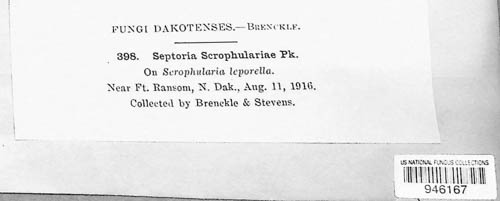 FUNGI DAKOTENSES.—BRENCKLE.
398. Septoria Scrophulariae Pk.
On Scrophularia leporella.
Near Ft. Ransom, N. Dak., Aug. 11, 1916.
Collected by Brenckle & Stevens.
US NATIONAL FUNGUS COLLECTIONS
946167